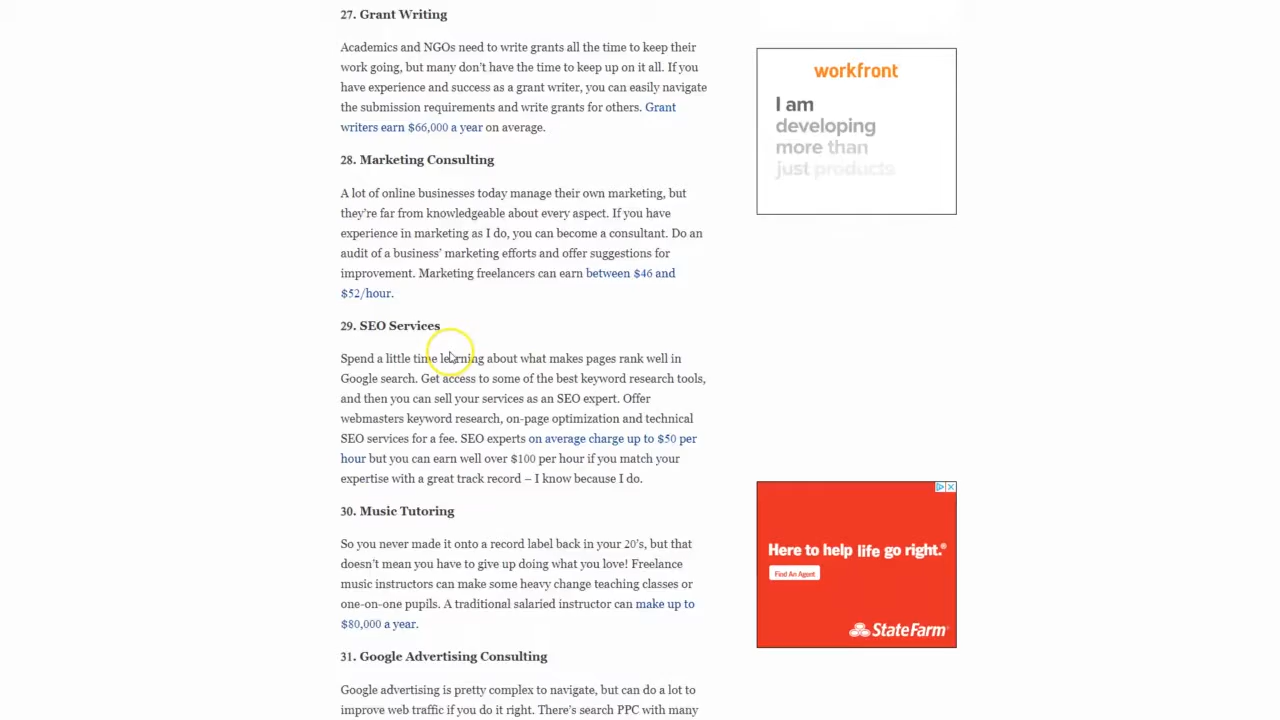 27. Grant Writing
Academics and NGOs need to write grants all the time to keep their
work going, but many don't have the time to keep up on it all. If you
have experience and success as a grant writer, you can easily navigate
the submission requirements and write grants for others. Grant
writers earn $66,000 a year on average.
28. Marketing Consulting
A lot of online businesses today manage their own marketing, but
they're far from knowledgeable about every aspect. If you have
experience in marketing as I do, you can become a consultant. Do an
audit of a business' marketing efforts and offer suggestions for
improvement. Marketing freelancers can earn between $46 and
$52/hour.
29. SEO Services
Spend a little time learning about what makes pages rank well in
Google search. Get access to some of the best keyword research tools,
and then you can sell your services as an SEO expert. Offer
webmasters keyword research, on-page optimization and technical
SEO services for a fee. SEO experts on average charge up to $50 per
hour but you can earn well over $100 per hour if you match your
expertise with a great track record – I know because I do.
30. Music Tutoring
So you never made it onto a record label back in your 20's, but that
doesn't mean you have to give up doing what you love! Freelance
music instructors can make some heavy change teaching classes or
one-on-one pupils. A traditional salaried instructor can make up to
$80,000 a year.
31. Google Advertising Consulting
Google advertising is pretty complex to navigate, but can do a lot to
improve web traffic if you do it right. There's search PPC with many
workfront
I am
developing
more than
just products
Here to help life go right.®
Find An Agent
StateFarm